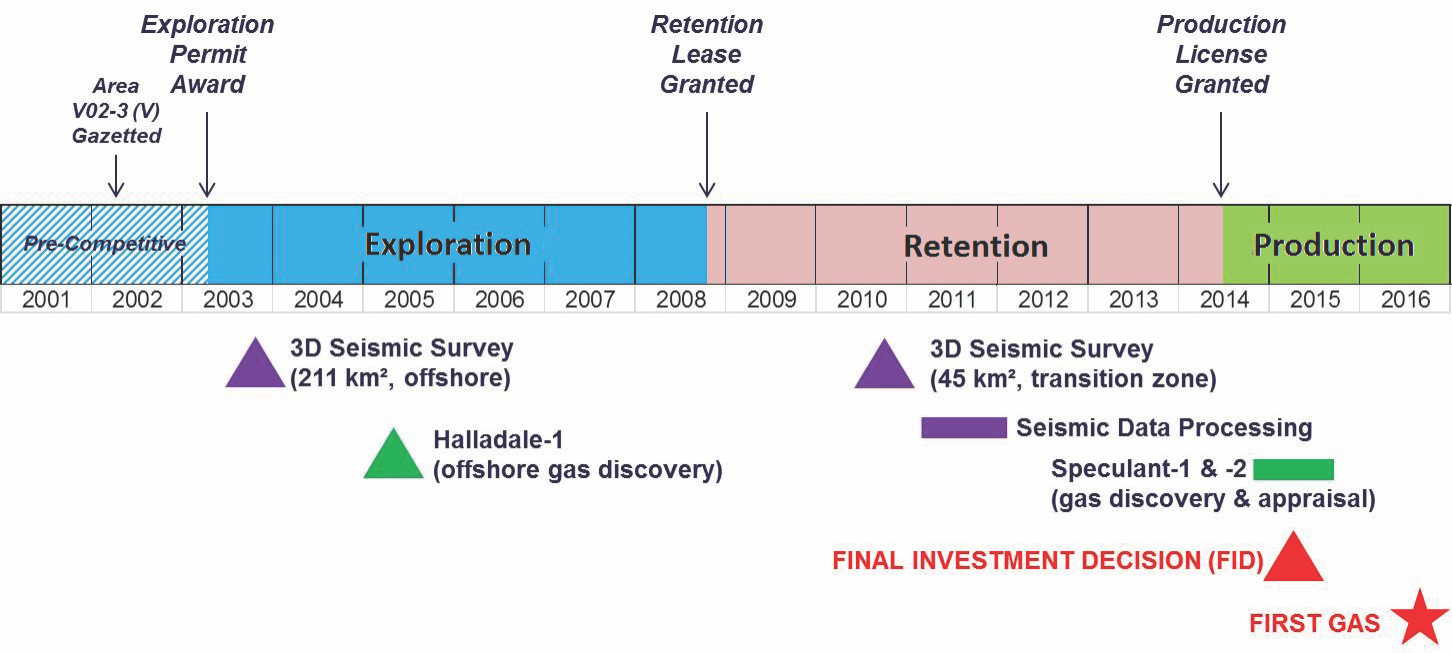 Exploration
Permit
Award
Area
V02-3 (V)
Gazetted
Retention
Lease
Granted
Production
License
Granted
Pre-Competitive
Exploration
Retention
Production
2001 2002 2003 2004 2005 2006 2007 2008 2009 2010 2011 2012 2013 2014 2015 2016
3D Seismic Survey
(211 km², offshore)
3D Seismic Survey
(45 km², transition zone)
Halladale-1
(offshore gas discovery)
Seismic Data Processing
Speculant-1 & -2
(gas discovery & appraisal)
FINAL INVESTMENT DECISION (FID)
FIRST GAS